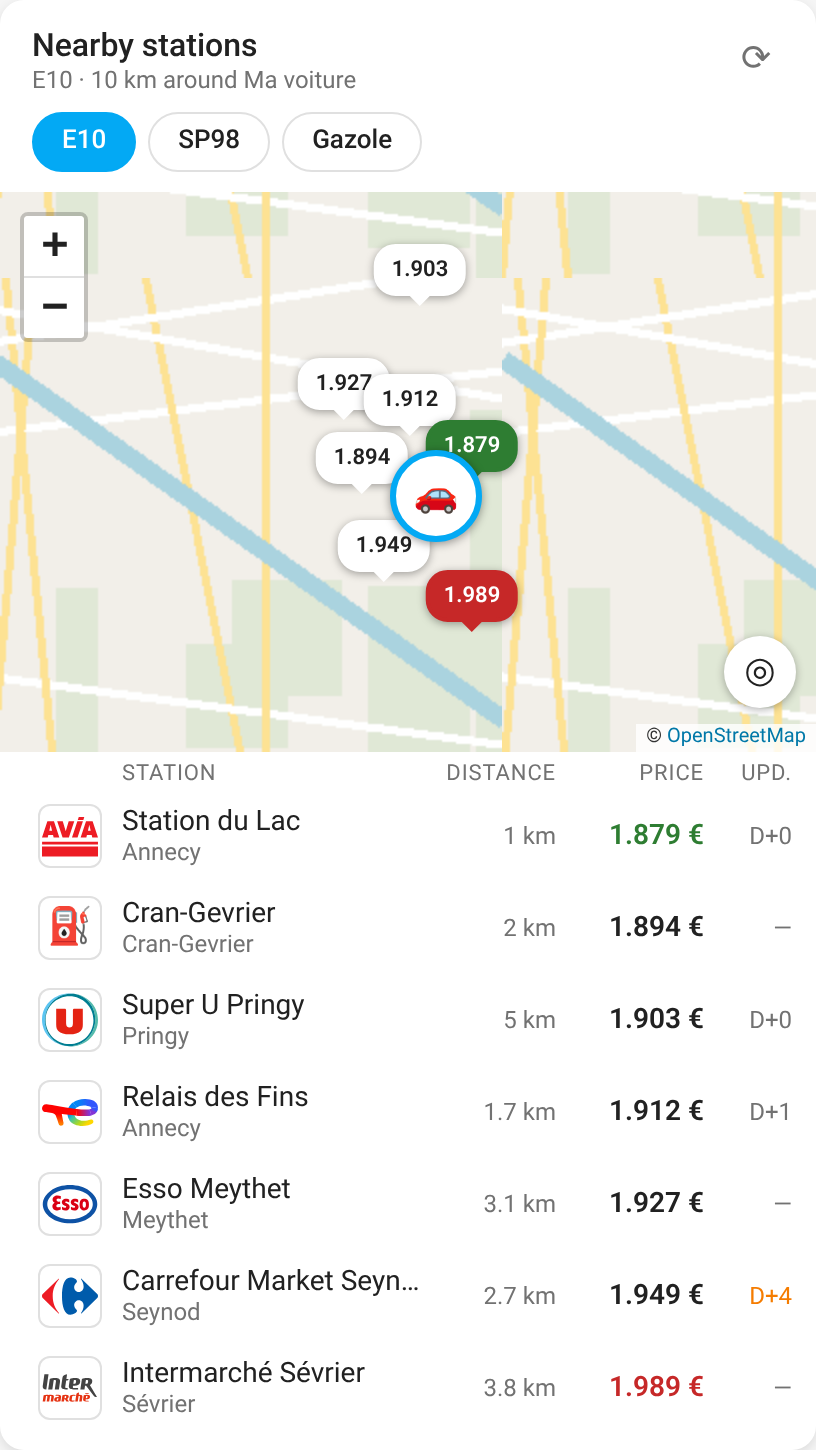 Nearby stations
E10 · 10 km around Ma voiture
⟳
E10 SP98 Gazole
+
−
1.903
1.927
1.912
1.879
1.894
1.949
1.989
© OpenStreetMap
STATION DISTANCE PRICE UPD.
AVIA
Station du Lac
1 km 1.879 € D+0
Annecy
Cran-Gevrier
2 km 1.894 € –
Cran-Gevrier
U
Super U Pringy
5 km 1.903 € D+0
Pringy
Relais des Fins
1.7 km 1.912 € D+1
Annecy
Esso
Esso Meythet
3.1 km 1.927 € –
Meythet
Carrefour Market Seyn…
2.7 km 1.949 € D+4
Seynod
Inter
marché
Intermarché Sévrier
3.8 km 1.989 € –
Sévrier